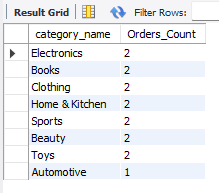 Result Grid Filter Rows:
category_name Orders_Count
Electronics 2
Books 2
Clothing 2
Home & Kitchen 2
Sports 2
Beauty 2
Toys 2
Automotive 1